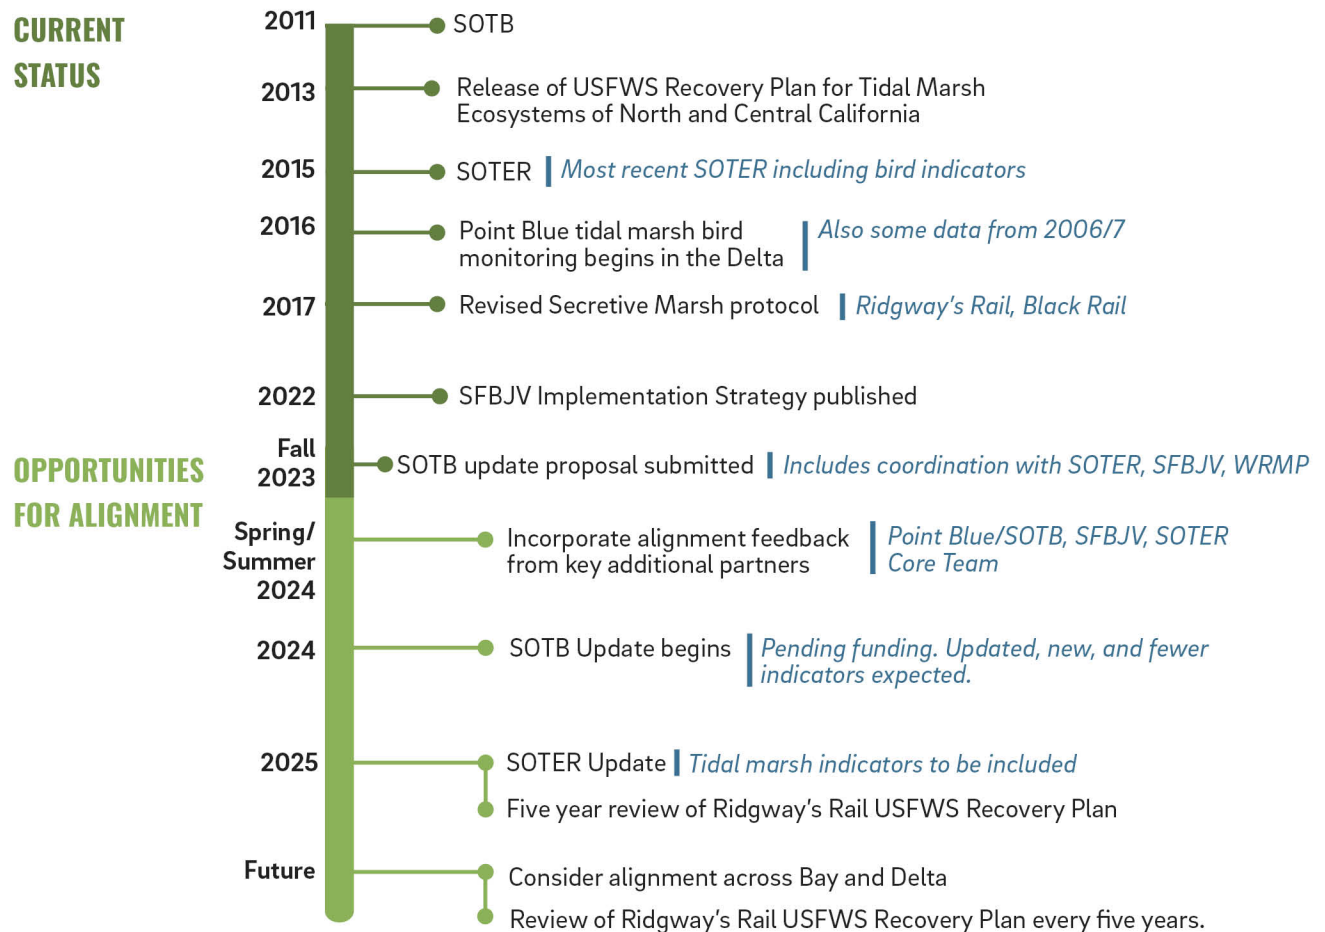 CURRENT
STATUS
2011
SOTB
2013
Release of USFWS Recovery Plan for Tidal Marsh
Ecosystems of North and Central California
2015
SOTER
Most recent SOTER including bird indicators
2016
Point Blue tidal marsh bird
monitoring begins in the Delta
Also some data from 2006/7
2017
Revised Secretive Marsh protocol
Ridgway's Rail, Black Rail
2022
SFBJV Implementation Strategy published
OPPORTUNITIES
FOR ALIGNMENT
Fall
2023
SOTB update proposal submitted
Includes coordination with SOTER, SFBJV, WRMP
Spring/
Summer
2024
Incorporate alignment feedback
from key additional partners
Point Blue/SOTB, SFBJV, SOTER
Core Team
2024
SOTB Update begins
Pending funding. Updated, new, and fewer
indicators expected.
2025
SOTER Update
Tidal marsh indicators to be included
Five year review of Ridgway's Rail USFWS Recovery Plan
Future
Consider alignment across Bay and Delta
Review of Ridgway's Rail USFWS Recovery Plan every five years.